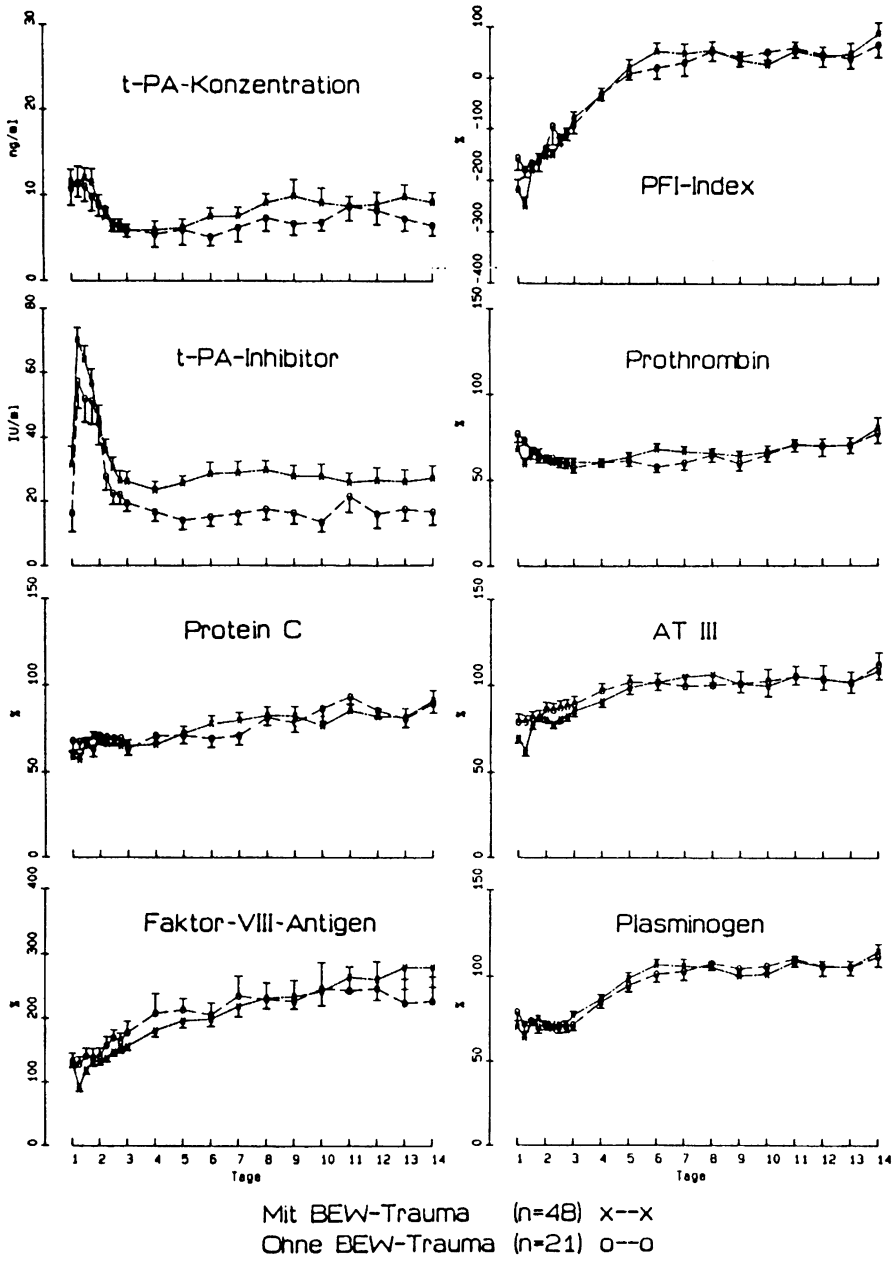 t-PA-Konzentration
ng/ml
30
20
10
0
PFI-Index
%
100
0
-100
-200
-300
-400
t-PA-Inhibitor
IU/ml
80
60
40
20
0
Prothrombin
%
150
100
50
0
Protein C
%
150
100
50
0
AT III
%
150
100
50
0
Faktor-VIII-Antigen
%
400
300
200
100
0
1 2 3 4 5 6 7 8 9 10 11 12 13 14
Tage
Plasminogen
%
150
100
50
0
1 2 3 4 5 6 7 8 9 10 11 12 13 14
Tage
Mit BEW-Trauma (n=48) x--x
Ohne BEW-Trauma (n=21) o--o